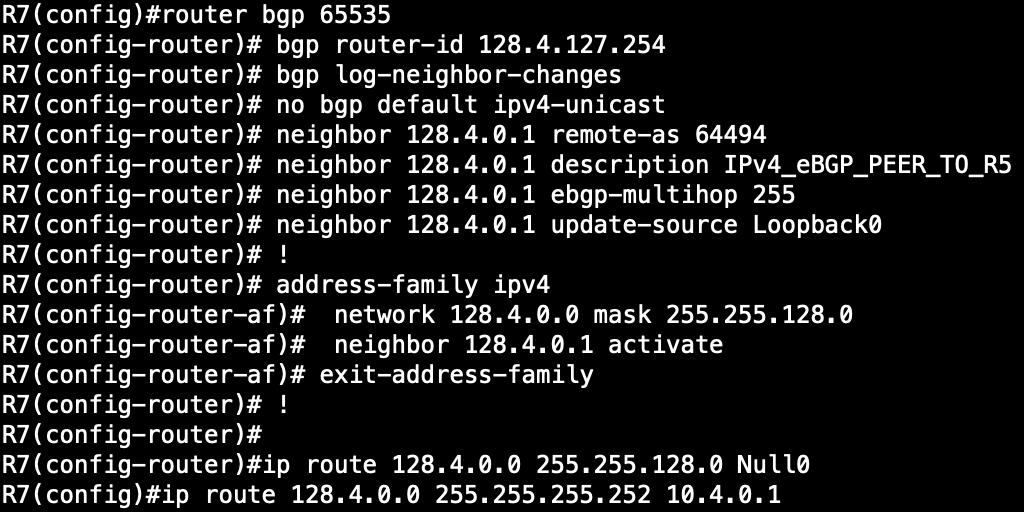 R7(config)#router bgp 65535
R7(config-router)# bgp router-id 128.4.127.254
R7(config-router)# bgp log-neighbor-changes
R7(config-router)# no bgp default ipv4-unicast
R7(config-router)# neighbor 128.4.0.1 remote-as 64494
R7(config-router)# neighbor 128.4.0.1 description IPv4_eBGP_PEER_TO_R5
R7(config-router)# neighbor 128.4.0.1 ebgp-multihop 255
R7(config-router)# neighbor 128.4.0.1 update-source Loopback0
R7(config-router)# !
R7(config-router)# address-family ipv4
R7(config-router-af)#  network 128.4.0.0 mask 255.255.128.0
R7(config-router-af)#  neighbor 128.4.0.1 activate
R7(config-router-af)# exit-address-family
R7(config-router)# !
R7(config-router)#
R7(config-router)#ip route 128.4.0.0 255.255.128.0 Null0
R7(config)#ip route 128.4.0.0 255.255.255.252 10.4.0.1